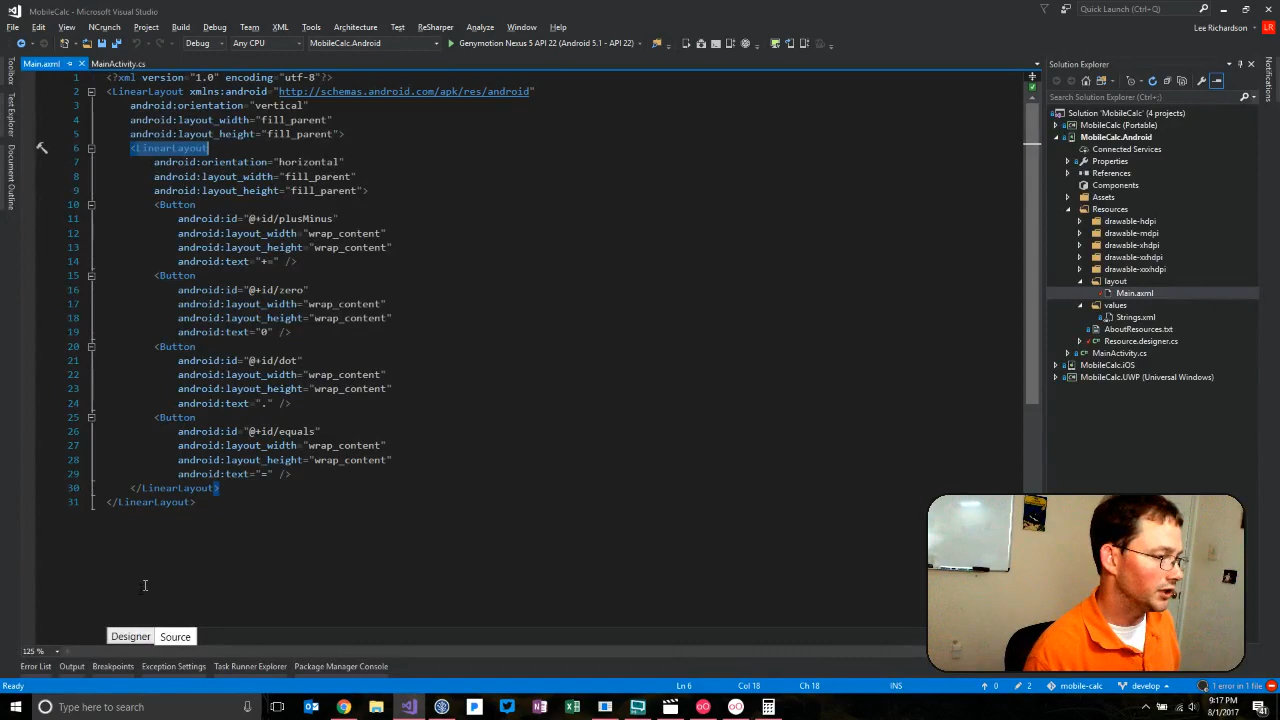 MobileCalc - Microsoft Visual Studio
Quick Launch (Ctrl+Q)
File Edit View NCrunch Project Build Debug Team XML Tools Architecture Test ReSharper Analyze Window Help
Lee Richardson LR
Debug Any CPU MobileCalc.Android Genymotion Nexus 5 API 22 (Android 5.1 - API 22)
Main.axml MainActivity.cs
Toolbox
Test Explorer
Document Outline
1 <?xml version="1.0" encoding="utf-8"?>
2 <LinearLayout xmlns:android="http://schemas.android.com/apk/res/android"
3 android:orientation="vertical"
4 android:layout_width="fill_parent"
5 android:layout_height="fill_parent">
6 <LinearLayout
7 android:orientation="horizontal"
8 android:layout_width="fill_parent"
9 android:layout_height="fill_parent">
10 <Button
11 android:id="@+id/plusMinus"
12 android:layout_width="wrap_content"
13 android:layout_height="wrap_content"
14 android:text="+=" />
15 <Button
16 android:id="@+id/zero"
17 android:layout_width="wrap_content"
18 android:layout_height="wrap_content"
19 android:text="0" />
20 <Button
21 android:id="@+id/dot"
22 android:layout_width="wrap_content"
23 android:layout_height="wrap_content"
24 android:text="." />
25 <Button
26 android:id="@+id/equals"
27 android:layout_width="wrap_content"
28 android:layout_height="wrap_content"
29 android:text="=" />
30 </LinearLayout>
31 </LinearLayout>
Designer Source
125 %
Solution Explorer
Search Solution Explorer (Ctrl+;)
Solution 'MobileCalc' (4 projects)
MobileCalc (Portable)
MobileCalc.Android
Connected Services
Properties
References
Components
Assets
Resources
drawable-hdpi
drawable-mdpi
drawable-xhdpi
drawable-xxhdpi
drawable-xxxhdpi
layout
Main.axml
values
Strings.xml
AboutResources.txt
Resource.designer.cs
MainActivity.cs
MobileCalc.iOS
MobileCalc.UWP (Universal Windows)
Notifications
Error List Output Breakpoints Exception Settings Task Runner Explorer Package Manager Console
Ready Ln 6 Col 18 Ch 18 INS 0 2 mobile-calc develop 1 error in 1 file
Type here to search
9:17 PM
8/1/2017